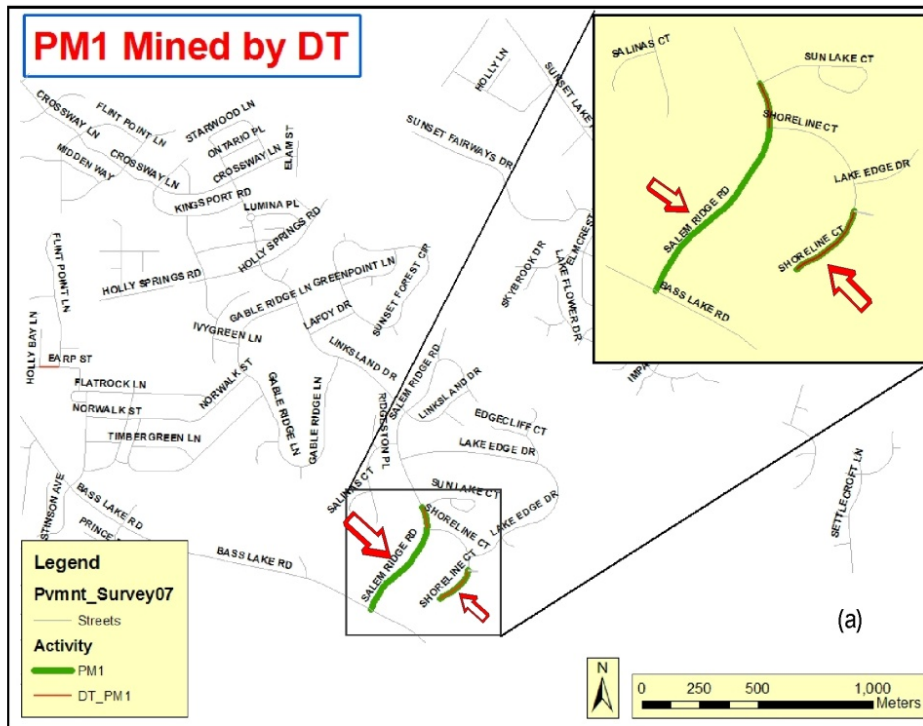 PM1 Mined by DT
SALINAS CT
SUN LAKE CT
SHORELINE CT
LAKE EDGE DR
SALEM RIDGE RD
SHORELINE CT
BASS LAKE RD
HOLLY LN
SUNSET LAKE
SUNSET FAIRWAYS DR
CROSSWAY LN
FLINT POINT LN
STARWOOD LN
ONTARIO PL
CROSSWAY LN
ELAM ST
MIDDEN WAY
CROSSWAY LN
KINGSPORT RD
LUMINA PL
HOLLY SPRINGS RD
FLINT POINT LN
HOLLY SPRINGS RD
GABLE RIDGE LN
GREENPOINT LN
SUNSET FOREST CIR
SKYBROOK DR
ELMCREST
LAKE FLOWER DR
LAFOY DR
IVYGREEN LN
HOLLY BAY LN
EARP ST
LINKSLAND DR
FLATROCK LN
NORWALK ST
NORWALK ST
GABLE RIDGE LN
GABLE RIDGE LN
RIDGESTON PL
SALEM RIDGE RD
LINKSLAND DR
IMPA
EDGECLIFF CT
TIMBERGREEN LN
LAKE EDGE DR
SALINAS CT
SUN LAKE CT
LAKE EDGE DR
SETTLECROFT LN
STINSON AVE
BASS LAKE RD
PRINCE
BASS LAKE RD
SHORELINE CT
SALEM RIDGE RD
SHORELINE CT
Legend
Pvmnt_Survey07
Streets
Activity
PM1
DT_PM1
(a)
N
0 250 500 1,000
Meters